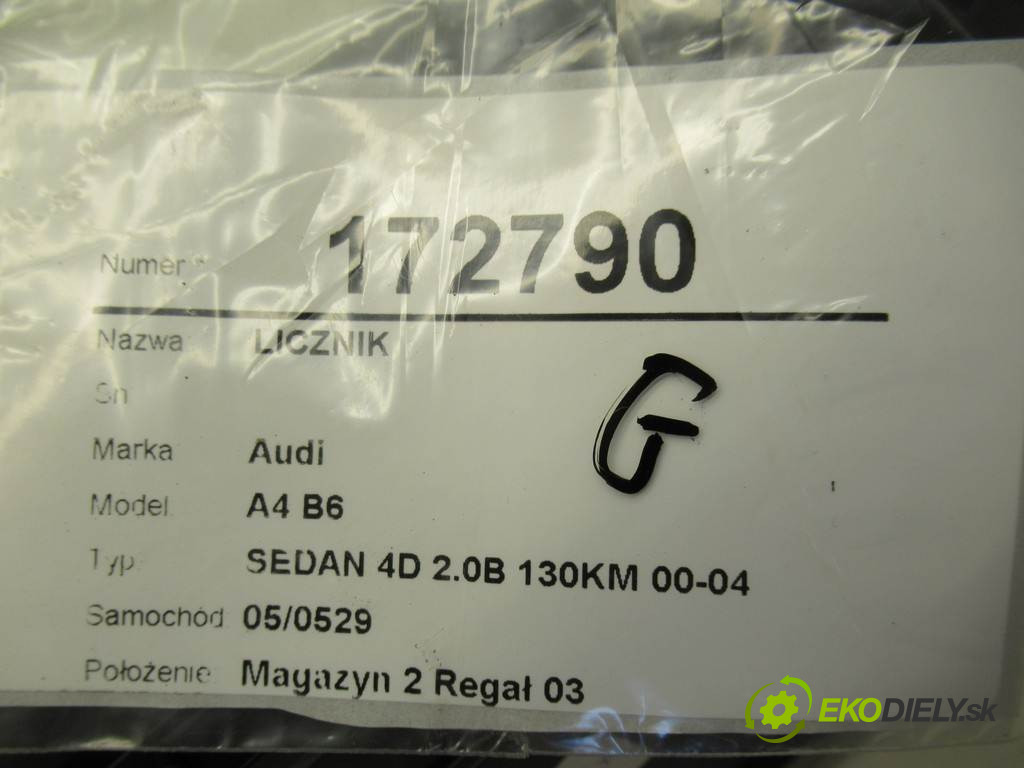 Numer 172790
Nazwa LICZNIK
Sn
G
Marka Audi
Model A4 B6
Typ SEDAN 4D 2.0B 130KM 00-04
Samochód 05/0529
Położenie Magazyn 2 Regał 03
EKODIELY.sk